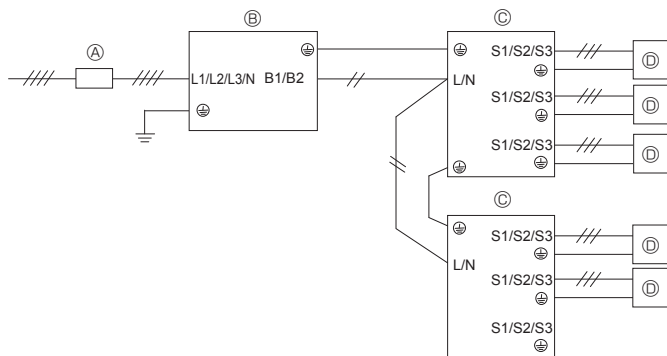 Ⓐ
Ⓑ
L1/L2/L3/N B1/B2
Ⓒ
L/N
S1/S2/S3 Ⓓ
S1/S2/S3 Ⓓ
S1/S2/S3 Ⓓ
Ⓒ
L/N
S1/S2/S3 Ⓓ
S1/S2/S3 Ⓓ
S1/S2/S3